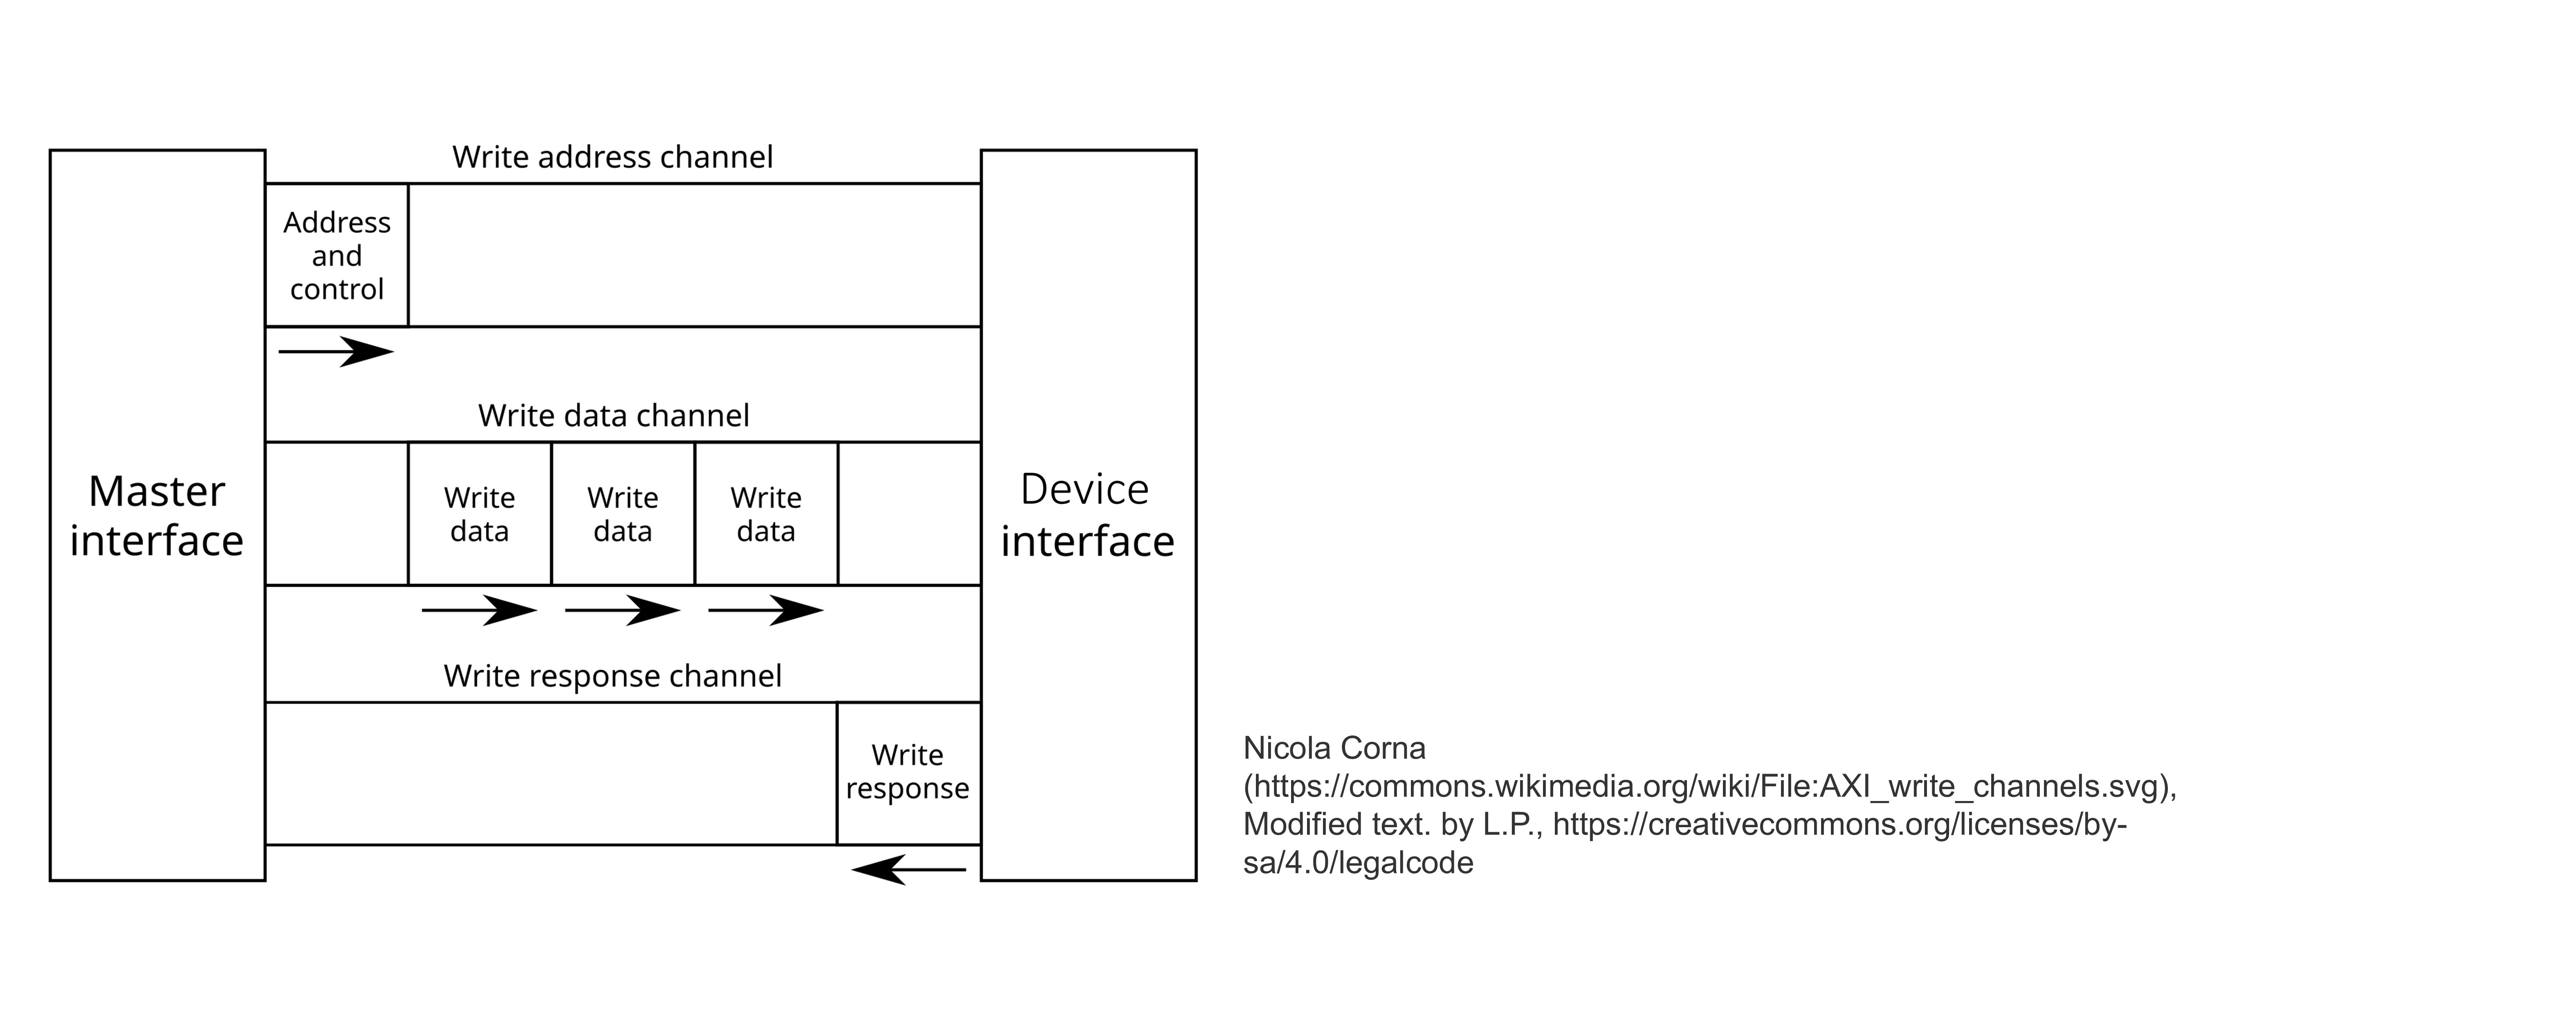 Write address channel
Address
and
control
Write data channel
Master
interface
Write
data
Write
data
Write
data
Device
interface
Write response channel
Write
response
Nicola Corna
(https://commons.wikimedia.org/wiki/File:AXI_write_channels.svg),
Modified text. by L.P., https://creativecommons.org/licenses/by-
sa/4.0/legalcode